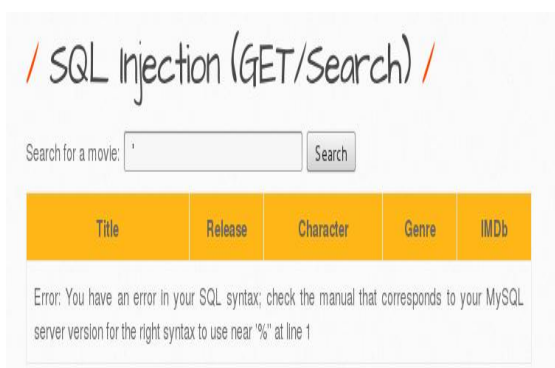 / SQL Injection (GET/Search) /
Search for a movie: ' Search
Title Release Character Genre IMDb
Error: You have an error in your SQL syntax; check the manual that corresponds to your MySQL
server version for the right syntax to use near '%'' at line 1